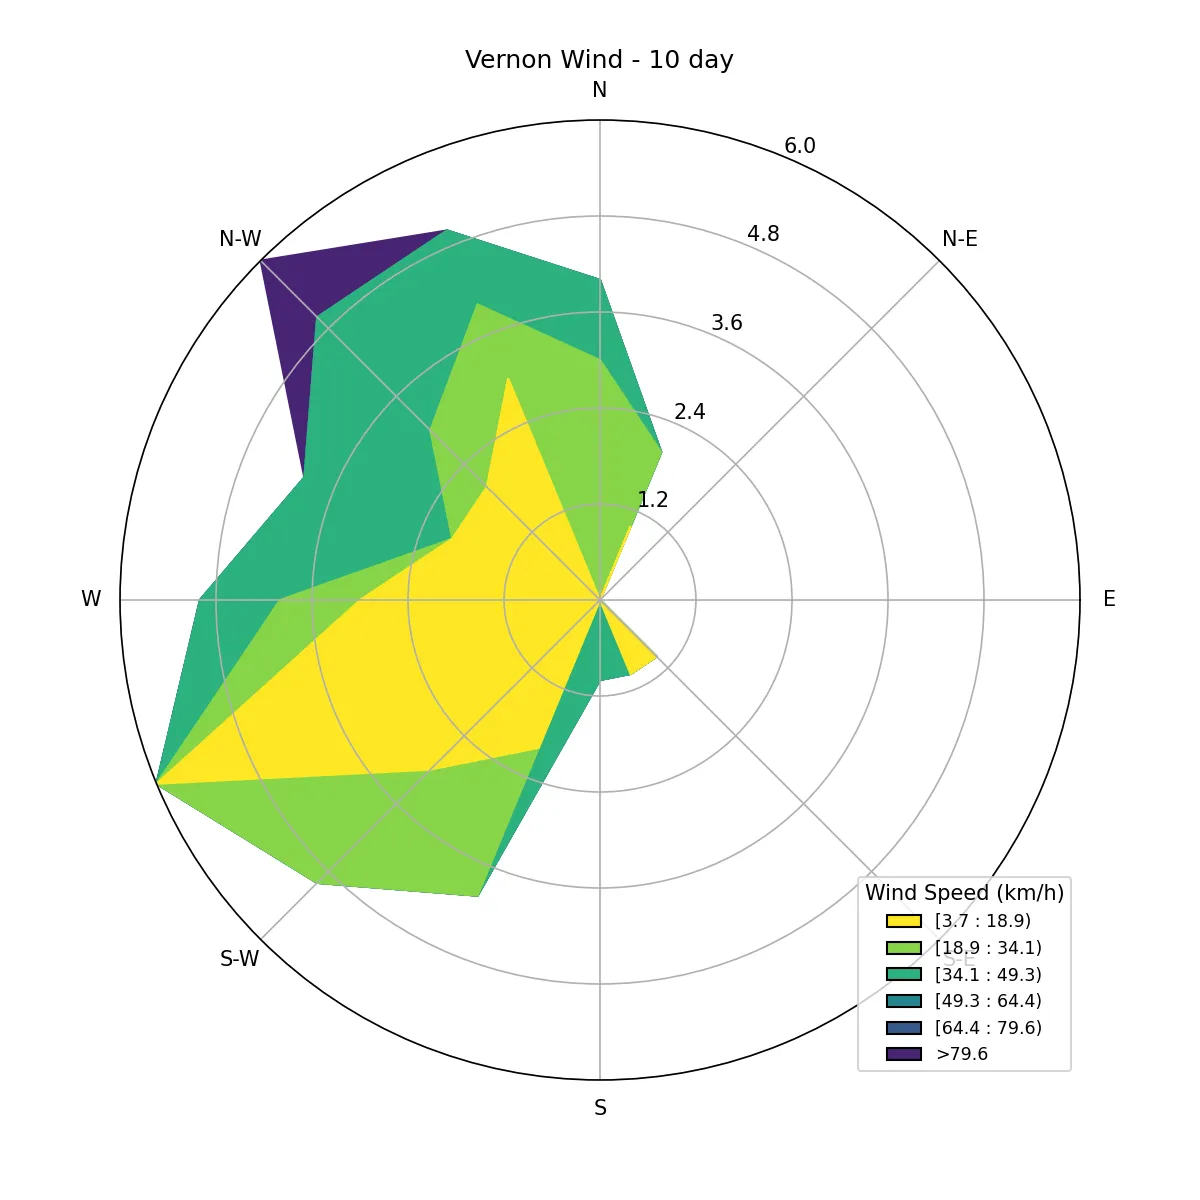 Vernon Wind - 10 day
N
6.0
4.8
N-W
N-E
3.6
2.4
1.2
W
E
S-W
S-E
S
Wind Speed (km/h)
[3.7 : 18.9)
[18.9 : 34.1)
[34.1 : 49.3)
[49.3 : 64.4)
[64.4 : 79.6)
>79.6